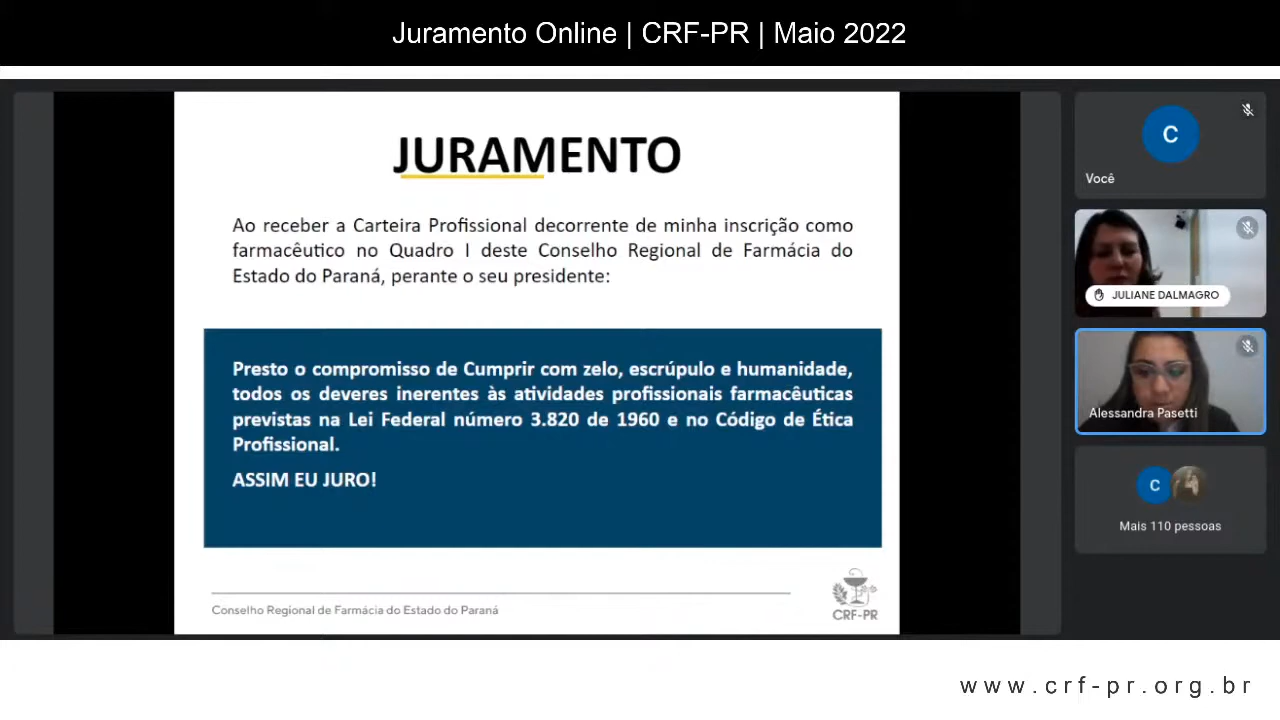 Juramento Online | CRF-PR | Maio 2022
JURAMENTO
Ao receber a Carteira Profissional decorrente de minha inscrição como
farmacêutico no Quadro I deste Conselho Regional de Farmácia do
Estado do Paraná, perante o seu presidente:
Presto o compromisso de Cumprir com zelo, escrúpulo e humanidade,
todos os deveres inerentes às atividades profissionais farmacêuticas
previstas na Lei Federal número 3.820 de 1960 e no Código de Ética
Profissional.
ASSIM EU JURO!
Conselho Regional de Farmácia do Estado do Paraná
CRF-PR
C
Você
JULIANE DALMAGRO
Alessandra Pasetti
C
Mais 110 pessoas
www.crf-pr.org.br